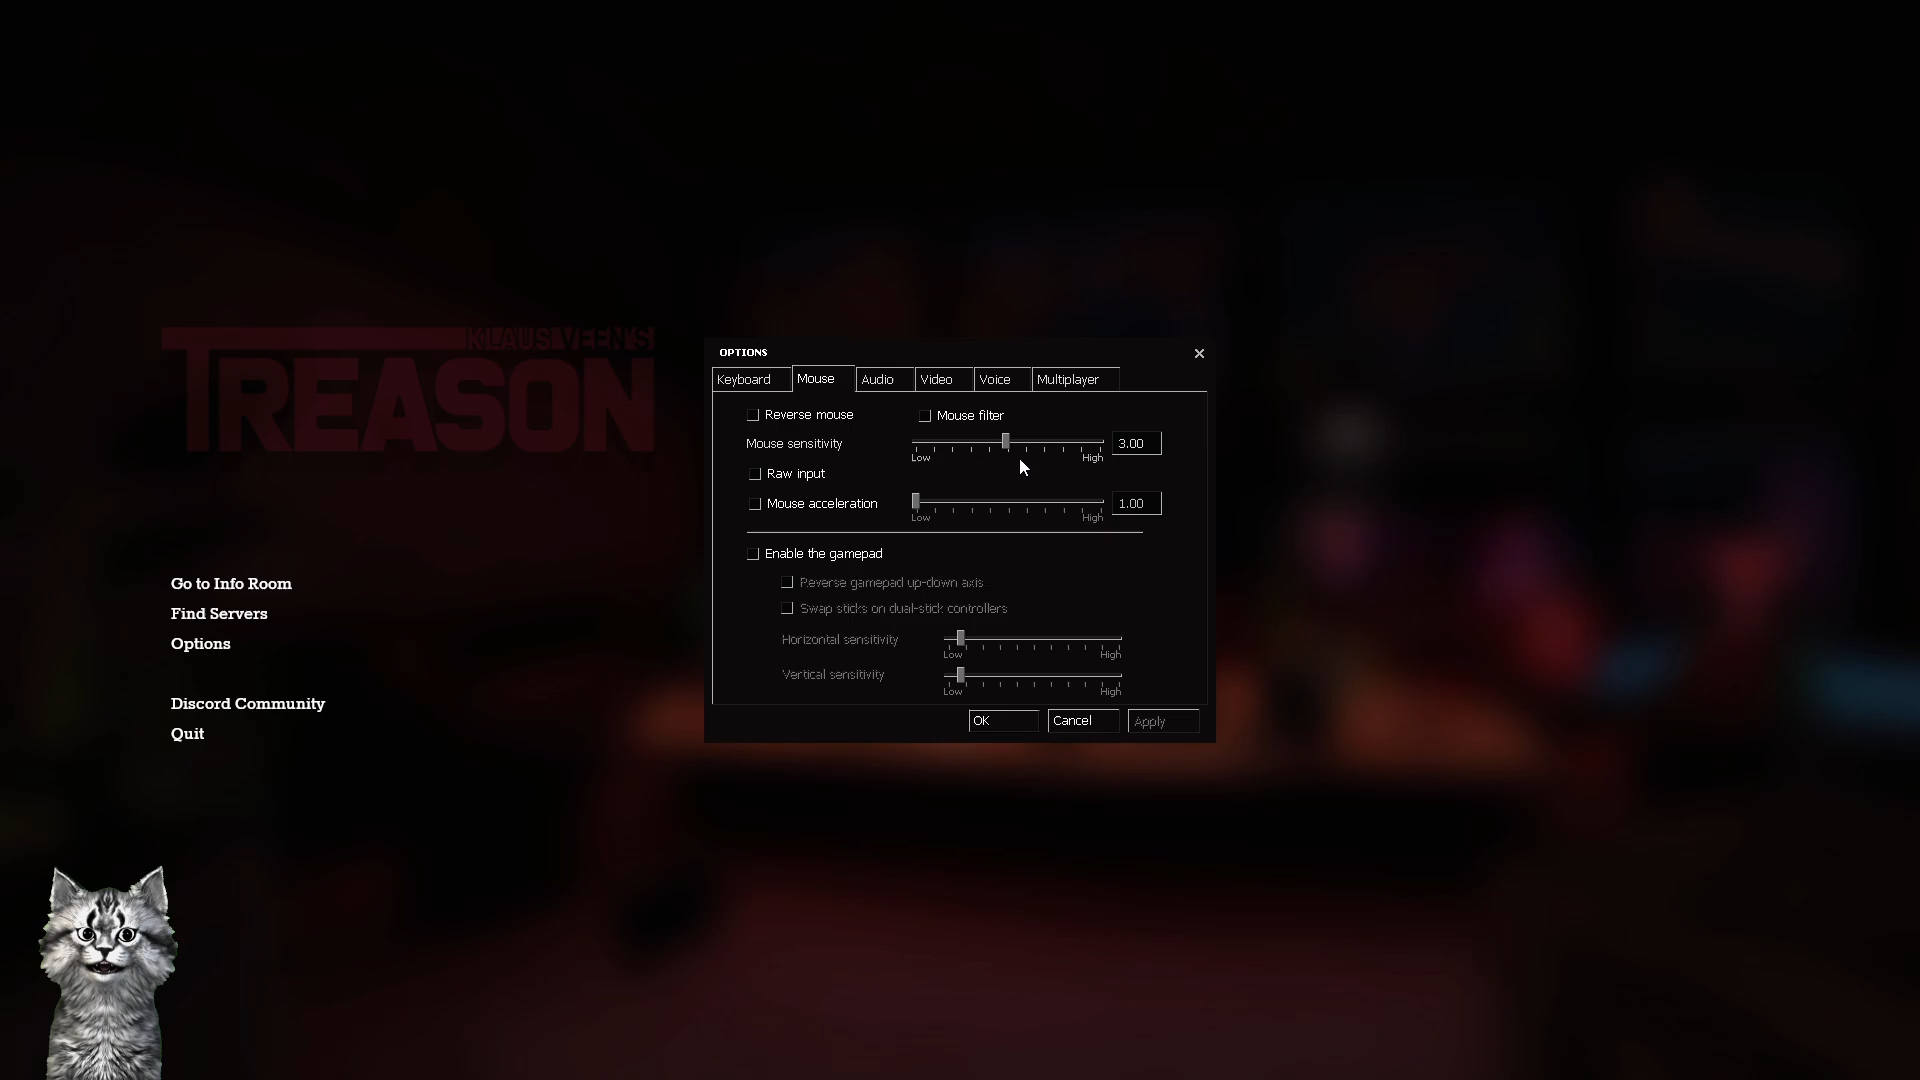 KLAUS VEEN'S
TREASON
Go to Info Room
Find Servers
Options
Discord Community
Quit
OPTIONS
Keyboard Mouse Audio Video Voice Multiplayer
Reverse mouse Mouse filter
Mouse sensitivity 3.00
Low High
Raw input
Mouse acceleration 1.00
Low High
Enable the gamepad
Reverse gamepad up-down axis
Swap sticks on dual-stick controllers
Horizontal sensitivity
Low High
Vertical sensitivity
Low High
OK Cancel Apply